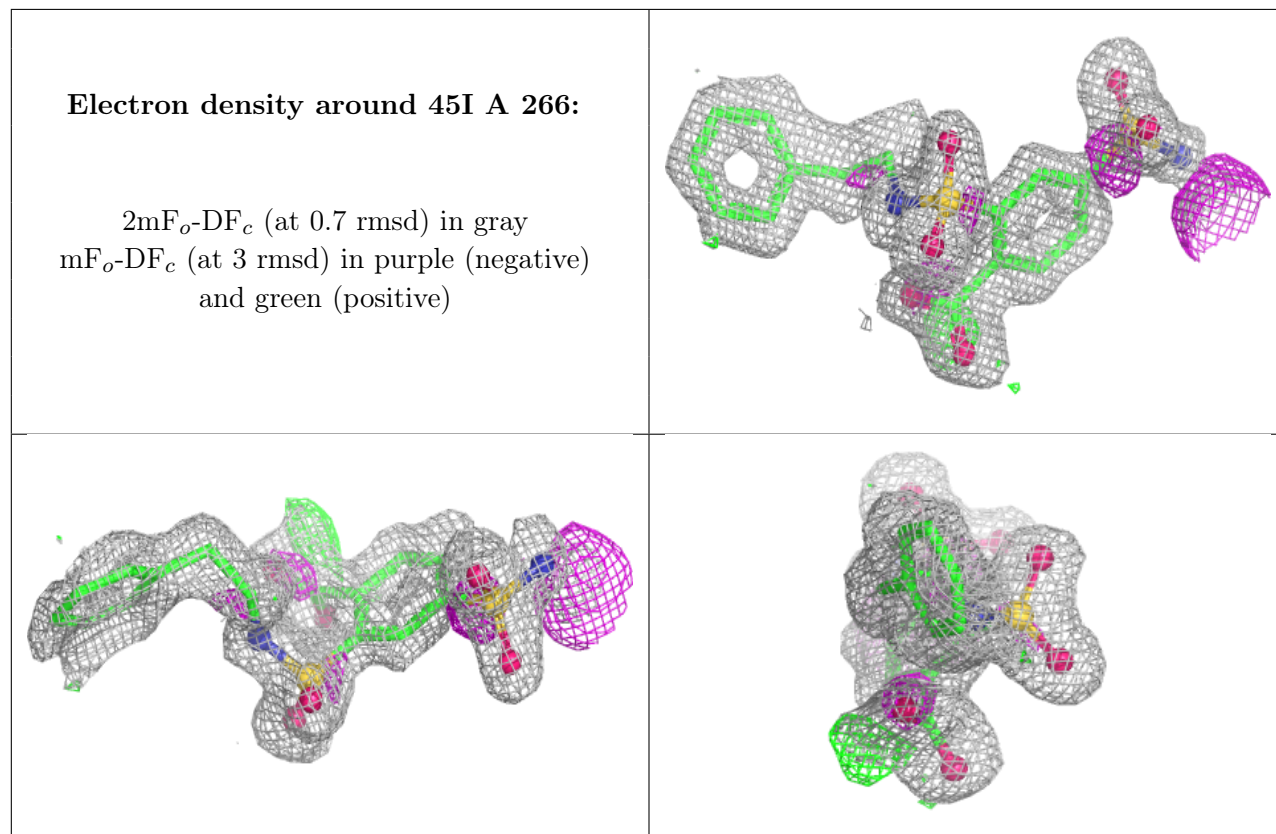 Electron density around 45I A 266:
2mFo-DFc (at 0.7 rmsd) in gray
mFo-DFc (at 3 rmsd) in purple (negative)
and green (positive)